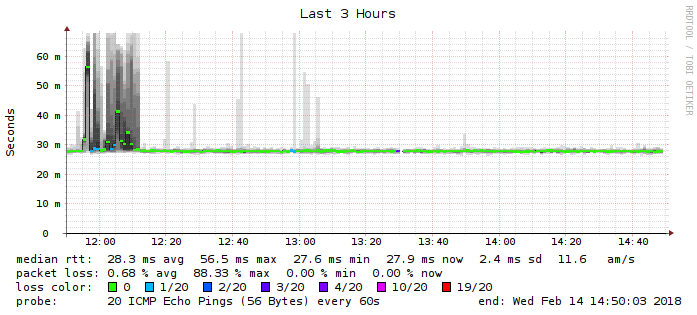 Last 3 Hours
RRDTOOL / TOBI OETIKER
Seconds
60 m
50 m
40 m
30 m
20 m
10 m
0
12:00 12:20 12:40 13:00 13:20 13:40 14:00 14:20 14:40
median rtt: 28.3 ms avg 56.5 ms max 27.6 ms min 27.9 ms now 2.4 ms sd 11.6 am/s
packet loss: 0.68 % avg 88.33 % max 0.00 % min 0.00 % now
loss color: 0 1/20 2/20 3/20 4/20 10/20 19/20
probe: 20 ICMP Echo Pings (56 Bytes) every 60s end: Wed Feb 14 14:50:03 2018